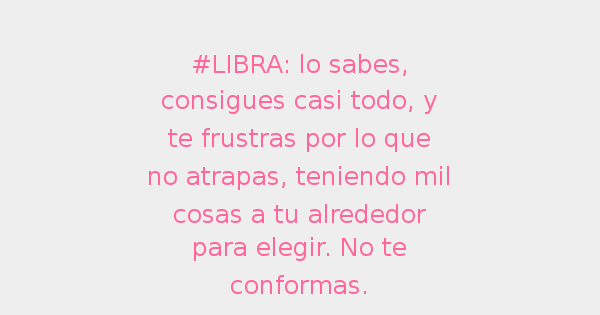 #LIBRA: lo sabes,
consigues casi todo, y
te frustras por lo que
no atrapas, teniendo mil
cosas a tu alrededor
para elegir. No te
conformas.